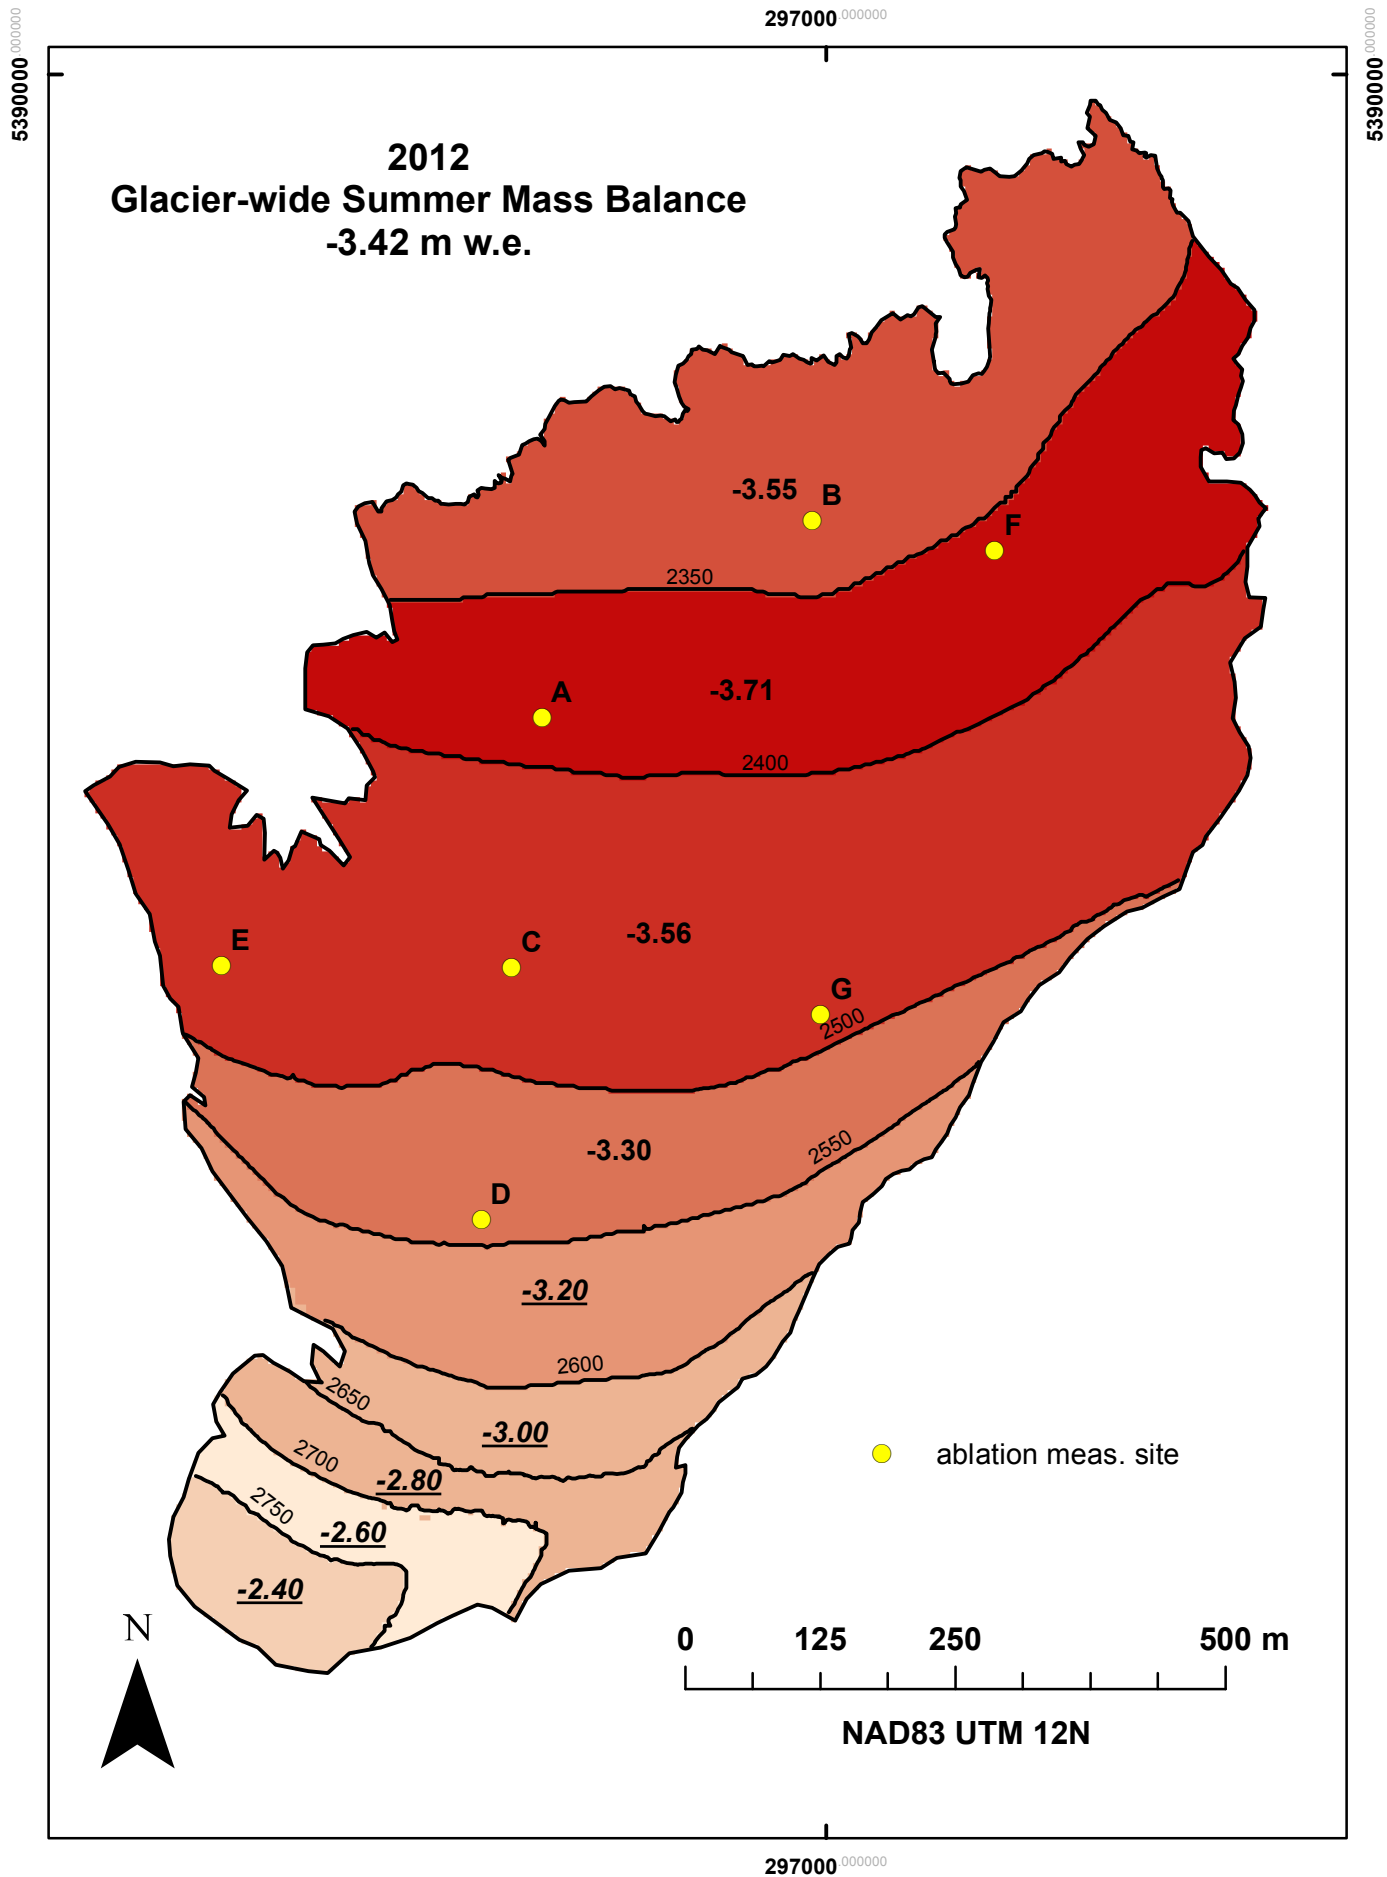 297000.000000
5390000.000000
5390000.000000
2012
Glacier-wide Summer Mass Balance
-3.42 m w.e.
-3.55
B
F
2350
A
-3.71
2400
E
C
-3.56
G
2500
-3.30
2550
D
-3.20
2600
2650
-3.00
2700
-2.80
ablation meas. site
2750
-2.60
-2.40
N
0 125 250 500 m
NAD83 UTM 12N
297000.000000